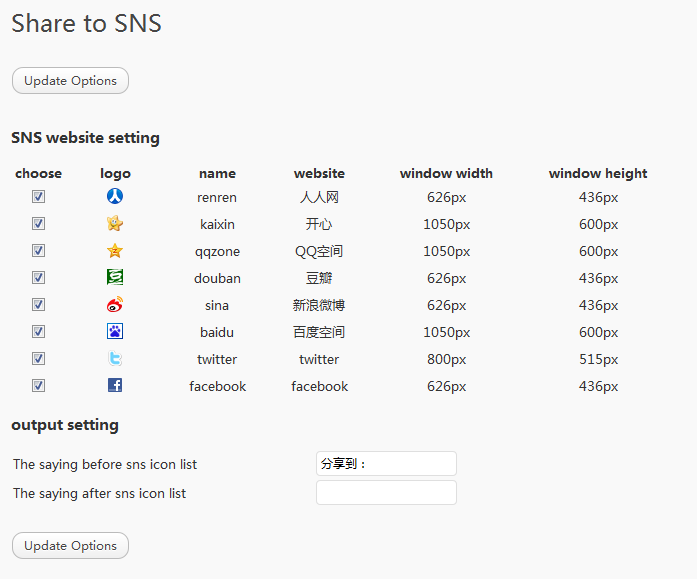 Share to SNS
Update Options
SNS website setting
choose logo name website window width window height
renren 人人网 626px 436px
kaixin 开心 1050px 600px
qqzone QQ空间 1050px 600px
douban 豆瓣 626px 436px
sina 新浪微博 626px 436px
baidu 百度空间 1050px 600px
twitter twitter 800px 515px
facebook facebook 626px 436px
output setting
The saying before sns icon list 分享到：
The saying after sns icon list
Update Options